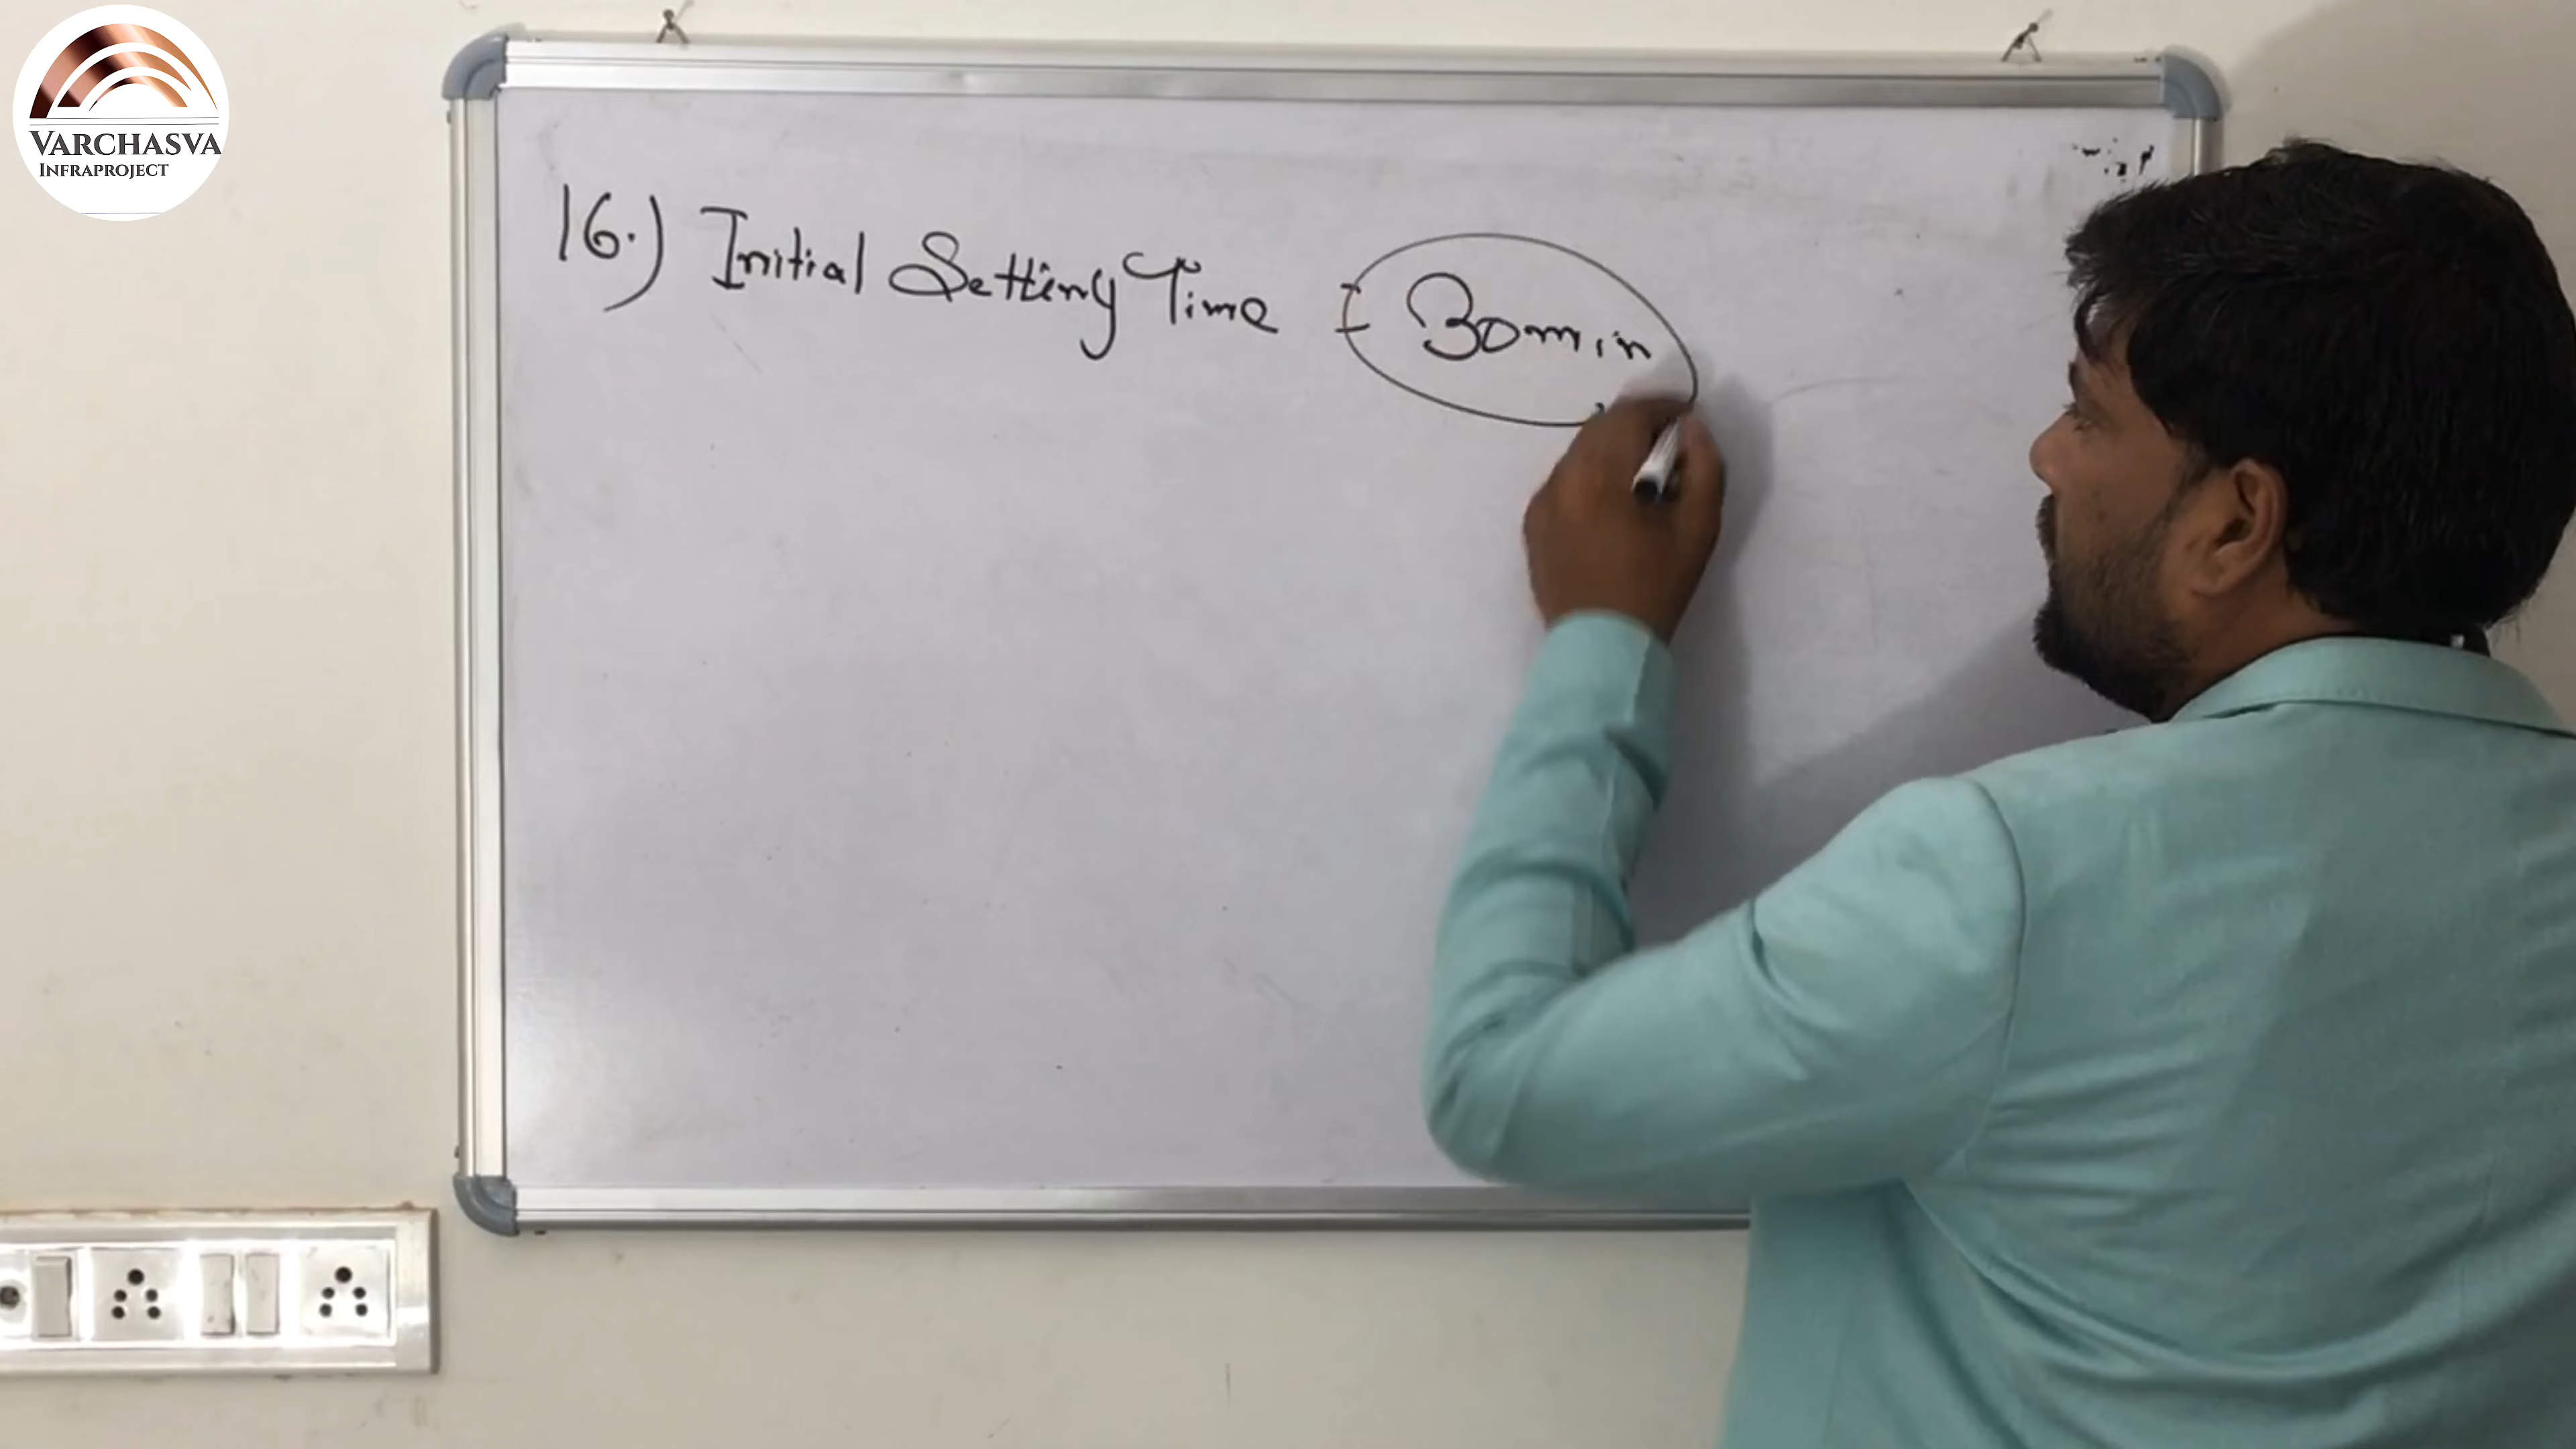 VARCHASVA
INFRAPROJECT
16.) Initial Setting Time = 30min